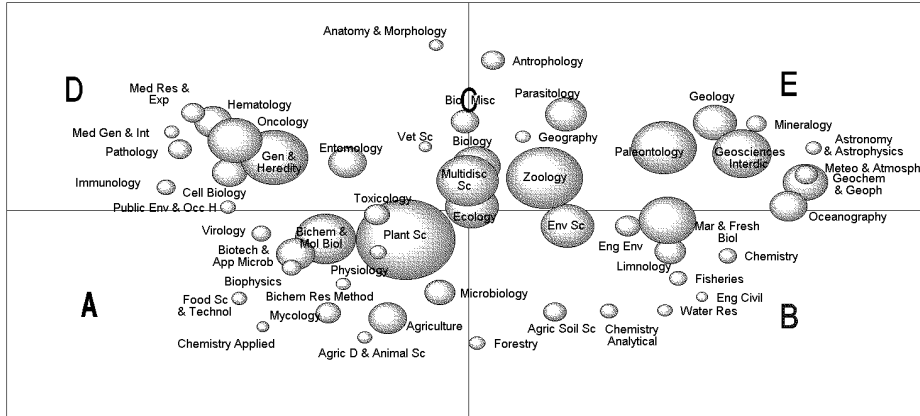 Anatomy & Morphology
Antrophology
D
C
E
Med Res &
Exp
Hematology
Bio Misc
Parasitology
Geology
Oncology
Mineralogy
Med Gen & Int
Vet Sc
Biology
Geography
Astronomy
& Astrophysics
Pathology
Gen &
Heredity
Entomology
Paleontology
Geosciences
Interdic
Multidisc
Sc
Zoology
Meteo & Atmosph
Geochem
& Geoph
Immunology
Cell Biology
Toxicology
Public Env & Occ H
Ecology
Oceanography
Virology
Bichem &
Mol Biol
Plant Sc
Env Sc
Eng Env
Mar & Fresh
Biol
Biotech &
App Microb
Chemistry
Limnology
Biophysics
Physiology
Fisheries
A
Food Sc
& Technol
Bichem Res Method
Microbiology
Eng Civil
B
Mycology
Agriculture
Agric Soil Sc
Chemistry
Analytical
Water Res
Chemistry Applied
Agric D & Animal Sc
Forestry